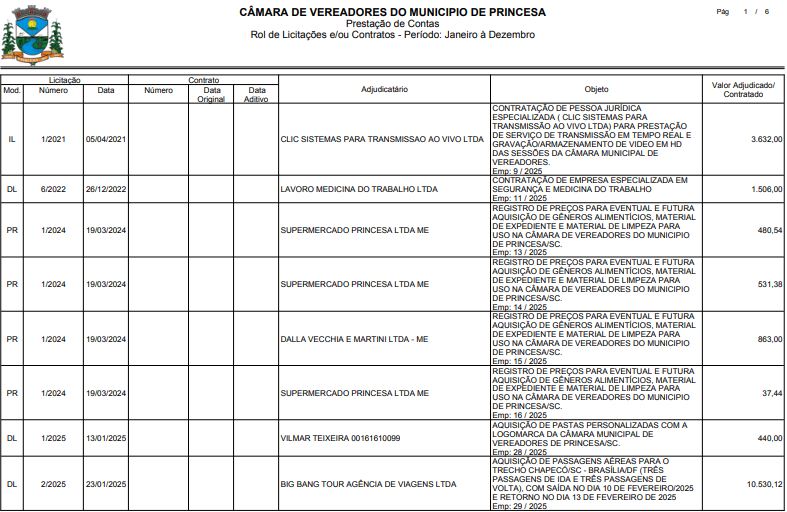 CÂMARA DE VEREADORES DO MUNICIPIO DE PRINCESA
Pág 1 / 6
Prestação de Contas
Rol de Licitações e/ou Contratos - Período: Janeiro à Dezembro
Licitação Contrato Adjudicatário Objeto Valor Adjudicado/
Contratado
Mod. Número Data Número Data
Original Data
Aditivo
IL 1/2021 05/04/2021 CLIC SISTEMAS PARA TRANSMISSAO AO VIVO LTDA
CONTRATAÇÃO DE PESSOA JURÍDICA
ESPECIALIZADA ( CLIC SISTEMAS PARA
TRANSMISSÃO AO VIVO LTDA) PARA PRESTAÇÃO
DE SERVIÇO DE TRANSMISSÃO EM TEMPO REAL E
GRAVAÇÃO/ARMAZENAMENTO DE VIDEO EM HD
DAS SESSÕES DA CÂMARA MUNICIPAL DE
VEREADORES.
Emp: 9 / 2025
3.632,00
DL 6/2022 26/12/2022 LAVORO MEDICINA DO TRABALHO LTDA
CONTRATAÇÃO DE EMPRESA ESPECIALIZADA EM
SEGURANÇA E MEDICINA DO TRABALHO
Emp: 11 / 2025
1.506,00
PR 1/2024 19/03/2024 SUPERMERCADO PRINCESA LTDA ME
REGISTRO DE PREÇOS PARA EVENTUAL E FUTURA
AQUISIÇÃO DE GÊNEROS ALIMENTÍCIOS, MATERIAL
DE EXPEDIENTE E MATERIAL DE LIMPEZA PARA
USO NA CÂMARA DE VEREADORES DO MUNICIPIO
DE PRINCESA/SC.
Emp: 13 / 2025
480,54
PR 1/2024 19/03/2024 SUPERMERCADO PRINCESA LTDA ME
REGISTRO DE PREÇOS PARA EVENTUAL E FUTURA
AQUISIÇÃO DE GÊNEROS ALIMENTÍCIOS, MATERIAL
DE EXPEDIENTE E MATERIAL DE LIMPEZA PARA
USO NA CÂMARA DE VEREADORES DO MUNICIPIO
DE PRINCESA/SC.
Emp: 14 / 2025
531,38
PR 1/2024 19/03/2024 DALLA VECCHIA E MARTINI LTDA - ME
REGISTRO DE PREÇOS PARA EVENTUAL E FUTURA
AQUISIÇÃO DE GÊNEROS ALIMENTÍCIOS, MATERIAL
DE EXPEDIENTE E MATERIAL DE LIMPEZA PARA
USO NA CÂMARA DE VEREADORES DO MUNICIPIO
DE PRINCESA/SC.
Emp: 15 / 2025
863,00
PR 1/2024 19/03/2024 SUPERMERCADO PRINCESA LTDA ME
REGISTRO DE PREÇOS PARA EVENTUAL E FUTURA
AQUISIÇÃO DE GÊNEROS ALIMENTÍCIOS, MATERIAL
DE EXPEDIENTE E MATERIAL DE LIMPEZA PARA
USO NA CÂMARA DE VEREADORES DO MUNICIPIO
DE PRINCESA/SC.
Emp: 16 / 2025
37,44
DL 1/2025 13/01/2025 VILMAR TEIXEIRA 00161610099
AQUISIÇÃO DE PASTAS PERSONALIZADAS COM A
LOGOMARCA DA CÂMARA MUNICIPAL DE
VEREADORES DE PRINCESA/SC.
Emp: 28 / 2025
440,00
DL 2/2025 23/01/2025 BIG BANG TOUR AGÊNCIA DE VIAGENS LTDA
AQUISIÇÃO DE PASSAGENS AÉREAS PARA O
TRECHO CHAPECÓ/SC - BRASÍLIA/DF (TRÊS
PASSAGENS DE IDA E TRÊS PASSAGENS DE
VOLTA), COM SAÍDA NO DIA 10 DE FEVEREIRO/2025
E RETORNO NO DIA 13 DE FEVEREIRO DE 2025
Emp: 29 / 2025
10.530,12